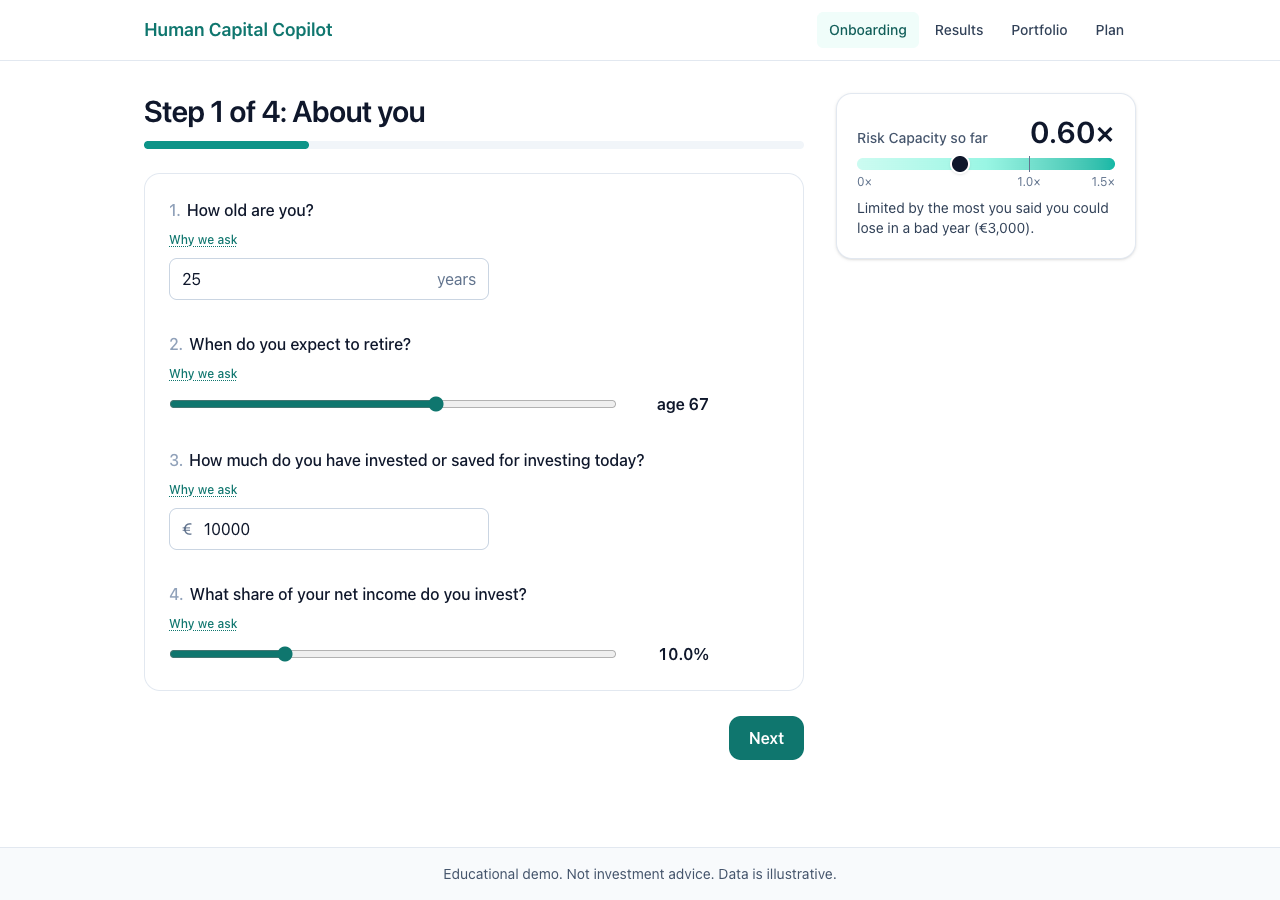 Human Capital Copilot
Onboarding
Results
Portfolio
Plan
Step 1 of 4: About you
1. How old are you?
Why we ask
25 years
2. When do you expect to retire?
Why we ask
age 67
3. How much do you have invested or saved for investing today?
Why we ask
€ 10000
4. What share of your net income do you invest?
Why we ask
10.0%
Next
Risk Capacity so far 0.60×
0× 1.0× 1.5×
Limited by the most you said you could
lose in a bad year (€3,000).
Educational demo. Not investment advice. Data is illustrative.